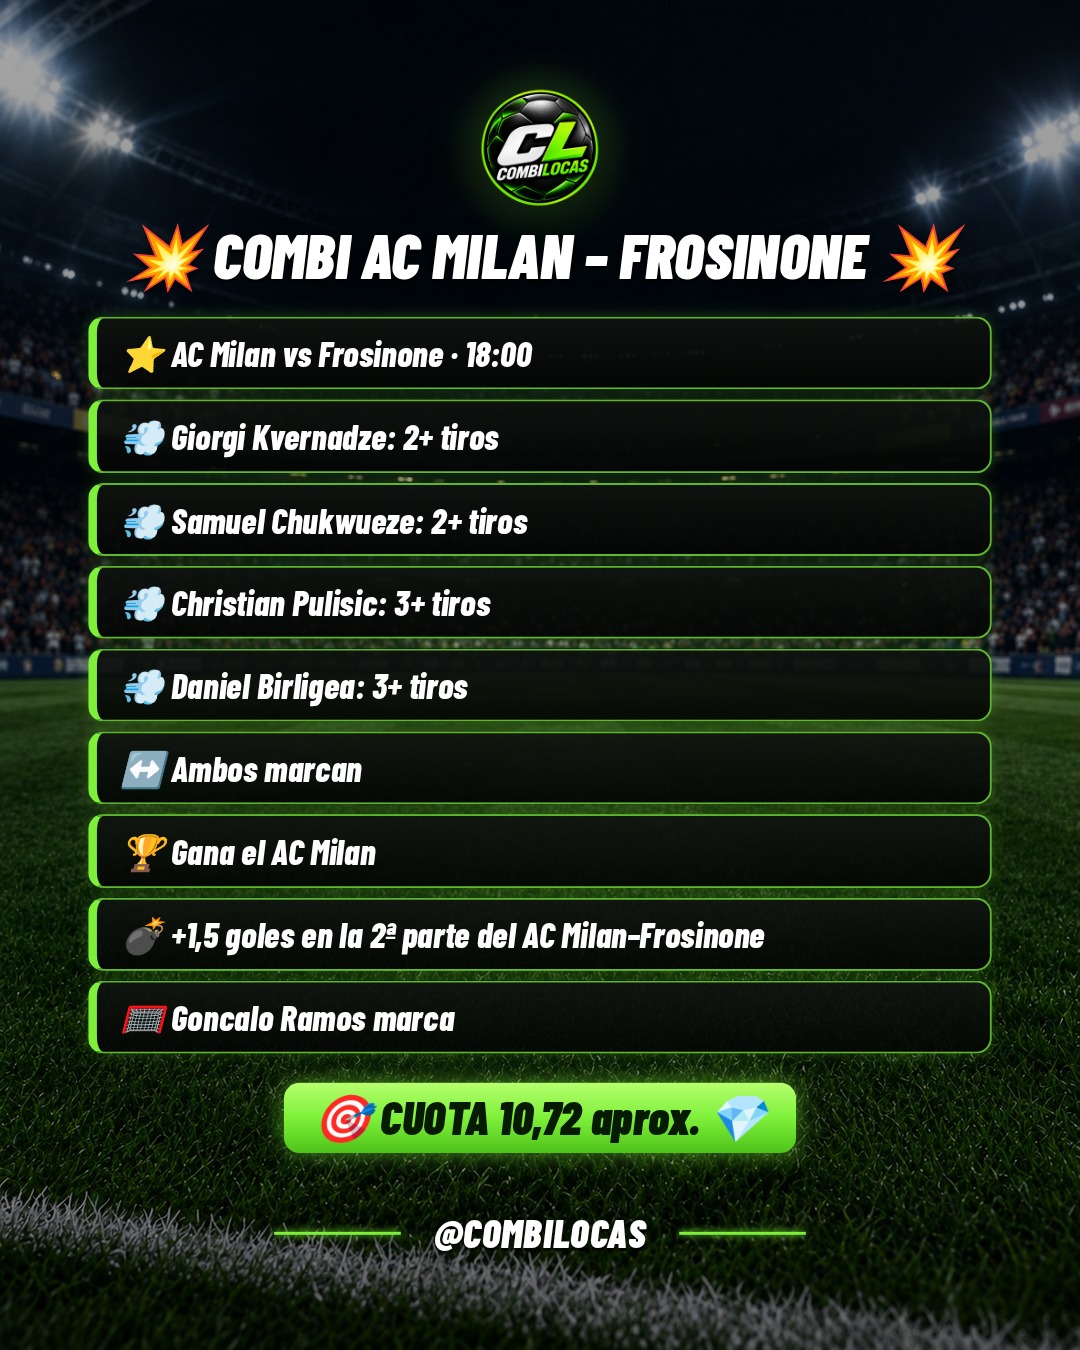 CL
COMBILOCAS
💥 COMBI AC MILAN - FROSINONE 💥
⭐ AC Milan vs Frosinone · 18:00
💨 Giorgi Kvernadze: 2+ tiros
💨 Samuel Chukwueze: 2+ tiros
💨 Christian Pulisic: 3+ tiros
💨 Daniel Birligea: 3+ tiros
↔️ Ambos marcan
🏆 Gana el AC Milan
💣 +1,5 goles en la 2ª parte del AC Milan-Frosinone
🥅 Goncalo Ramos marca
🎯 CUOTA 10,72 aprox. 💎
@COMBILOCAS